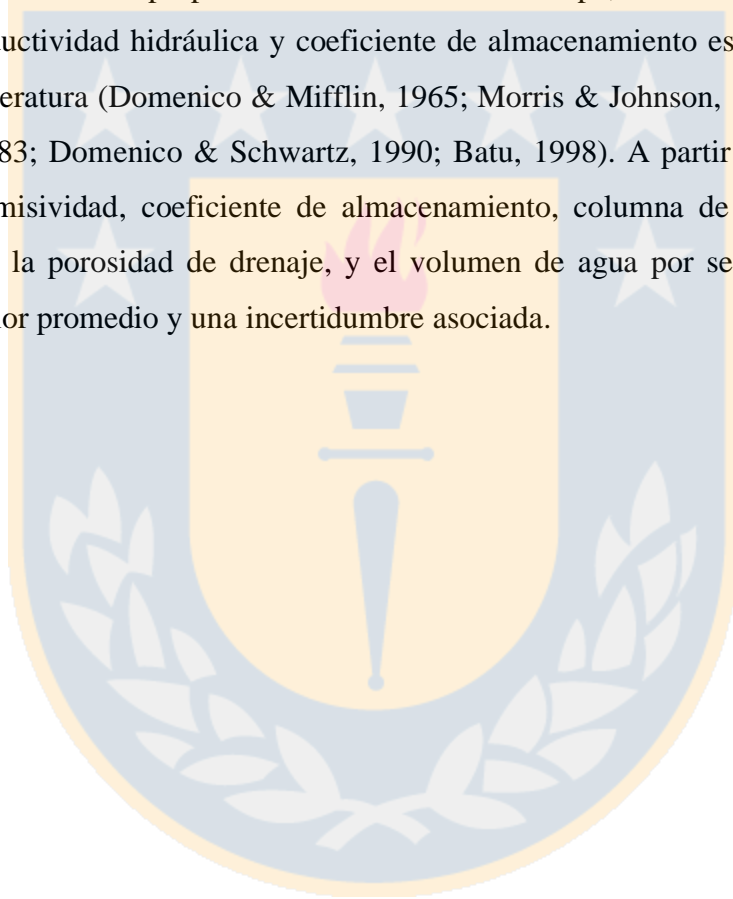 uctividad hidráulica y coeficiente de almacenamiento es
eratura (Domenico & Mifflin, 1965; Morris & Johnson,
83; Domenico & Schwartz, 1990; Batu, 1998). A partir
misividad, coeficiente de almacenamiento, columna de
la porosidad de drenaje, y el volumen de agua por se
or promedio y una incertidumbre asociada.